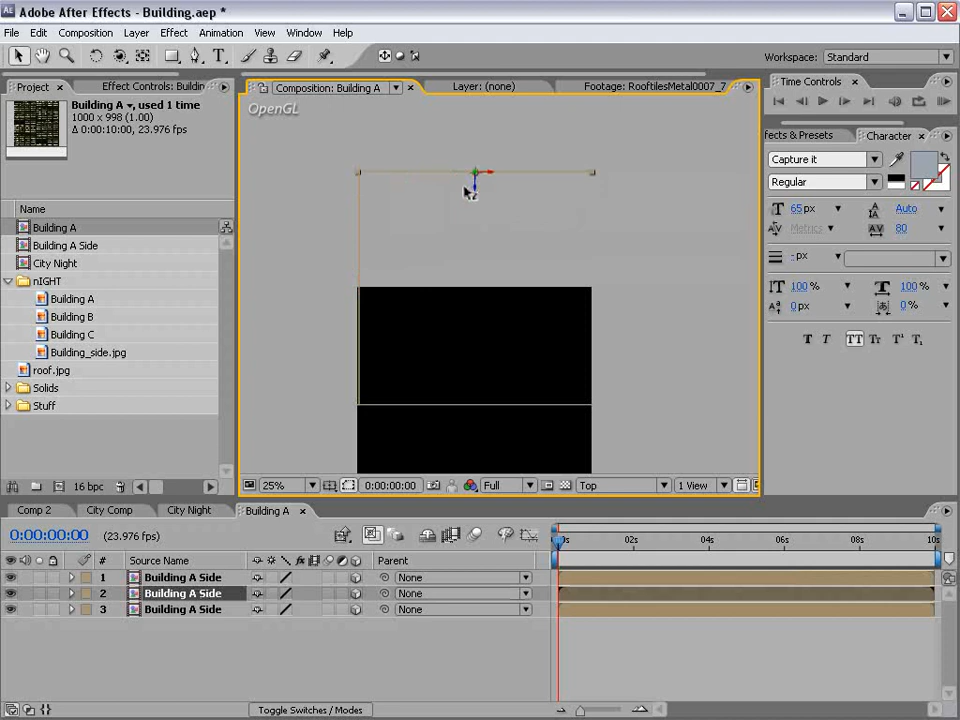 Adobe After Effects - Building.aep *
File Edit Composition Layer Effect Animation View Window Help
Workspace: Standard
Project Effect Controls: Buildin
Composition: Building A Layer: (none) Footage: RooftilesMetal0007_7
Time Controls
Building A , used 1 time
1000 x 998 (1.00)
Δ 0:00:10:00, 23.976 fps
OpenGL
ffects & Presets Character
Capture it
Regular
65 px Auto
Metrics 80
- px
100 % 100 %
0 px 0 %
T T TT Tt T¹ T₁
Name
Building A
Building A Side
City Night
nIGHT
Building A
Building B
Building C
Building_side.jpg
roof.jpg
Solids
Stuff
16 bpc
25% 0:00:00:00 Full Top 1 View
Comp 2 City Comp City Night Building A
0:00:00:00 (23.976 fps)
0s 02s 04s 06s 08s 10s
# Source Name Parent
1 Building A Side None
2 Building A Side None
3 Building A Side None
Toggle Switches / Modes